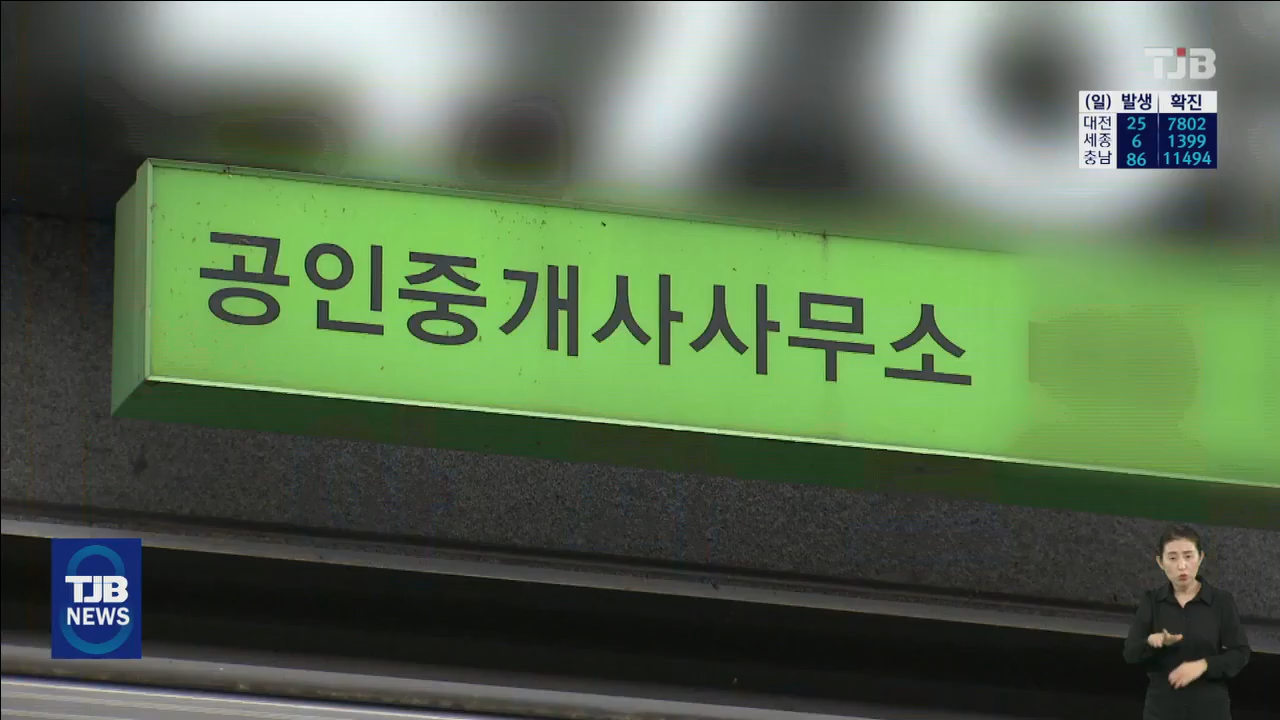 TJB
(일) 발생 확진
대전 25 7802
세종 6 1399
충남 86 11494
공인중개사사무소
TJB
NEWS